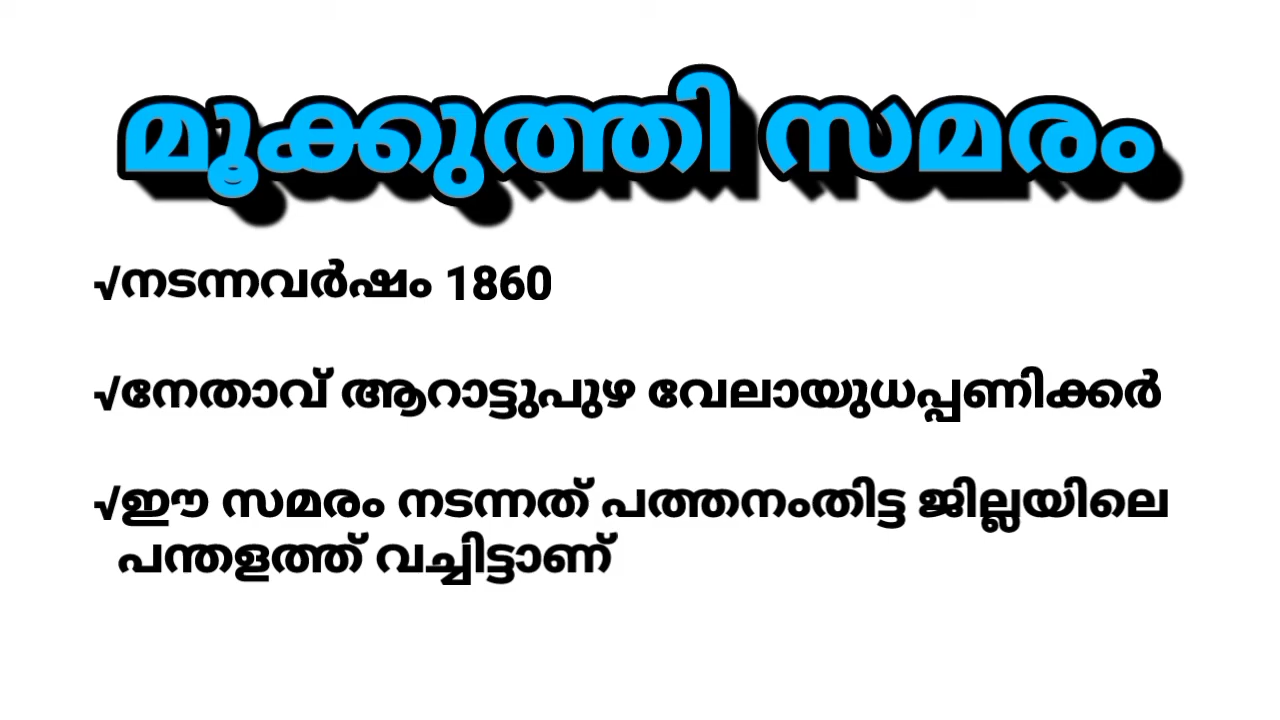 മൂക്കുത്തി സമരം
√നടന്നവർഷം 1860
√നേതാവ് ആറാട്ടുപുഴ വേലായുധപ്പണിക്കർ
√ഈ സമരം നടന്നത് പത്തനംതിട്ട ജില്ലയിലെ
പന്തളത്ത് വച്ചിട്ടാണ്